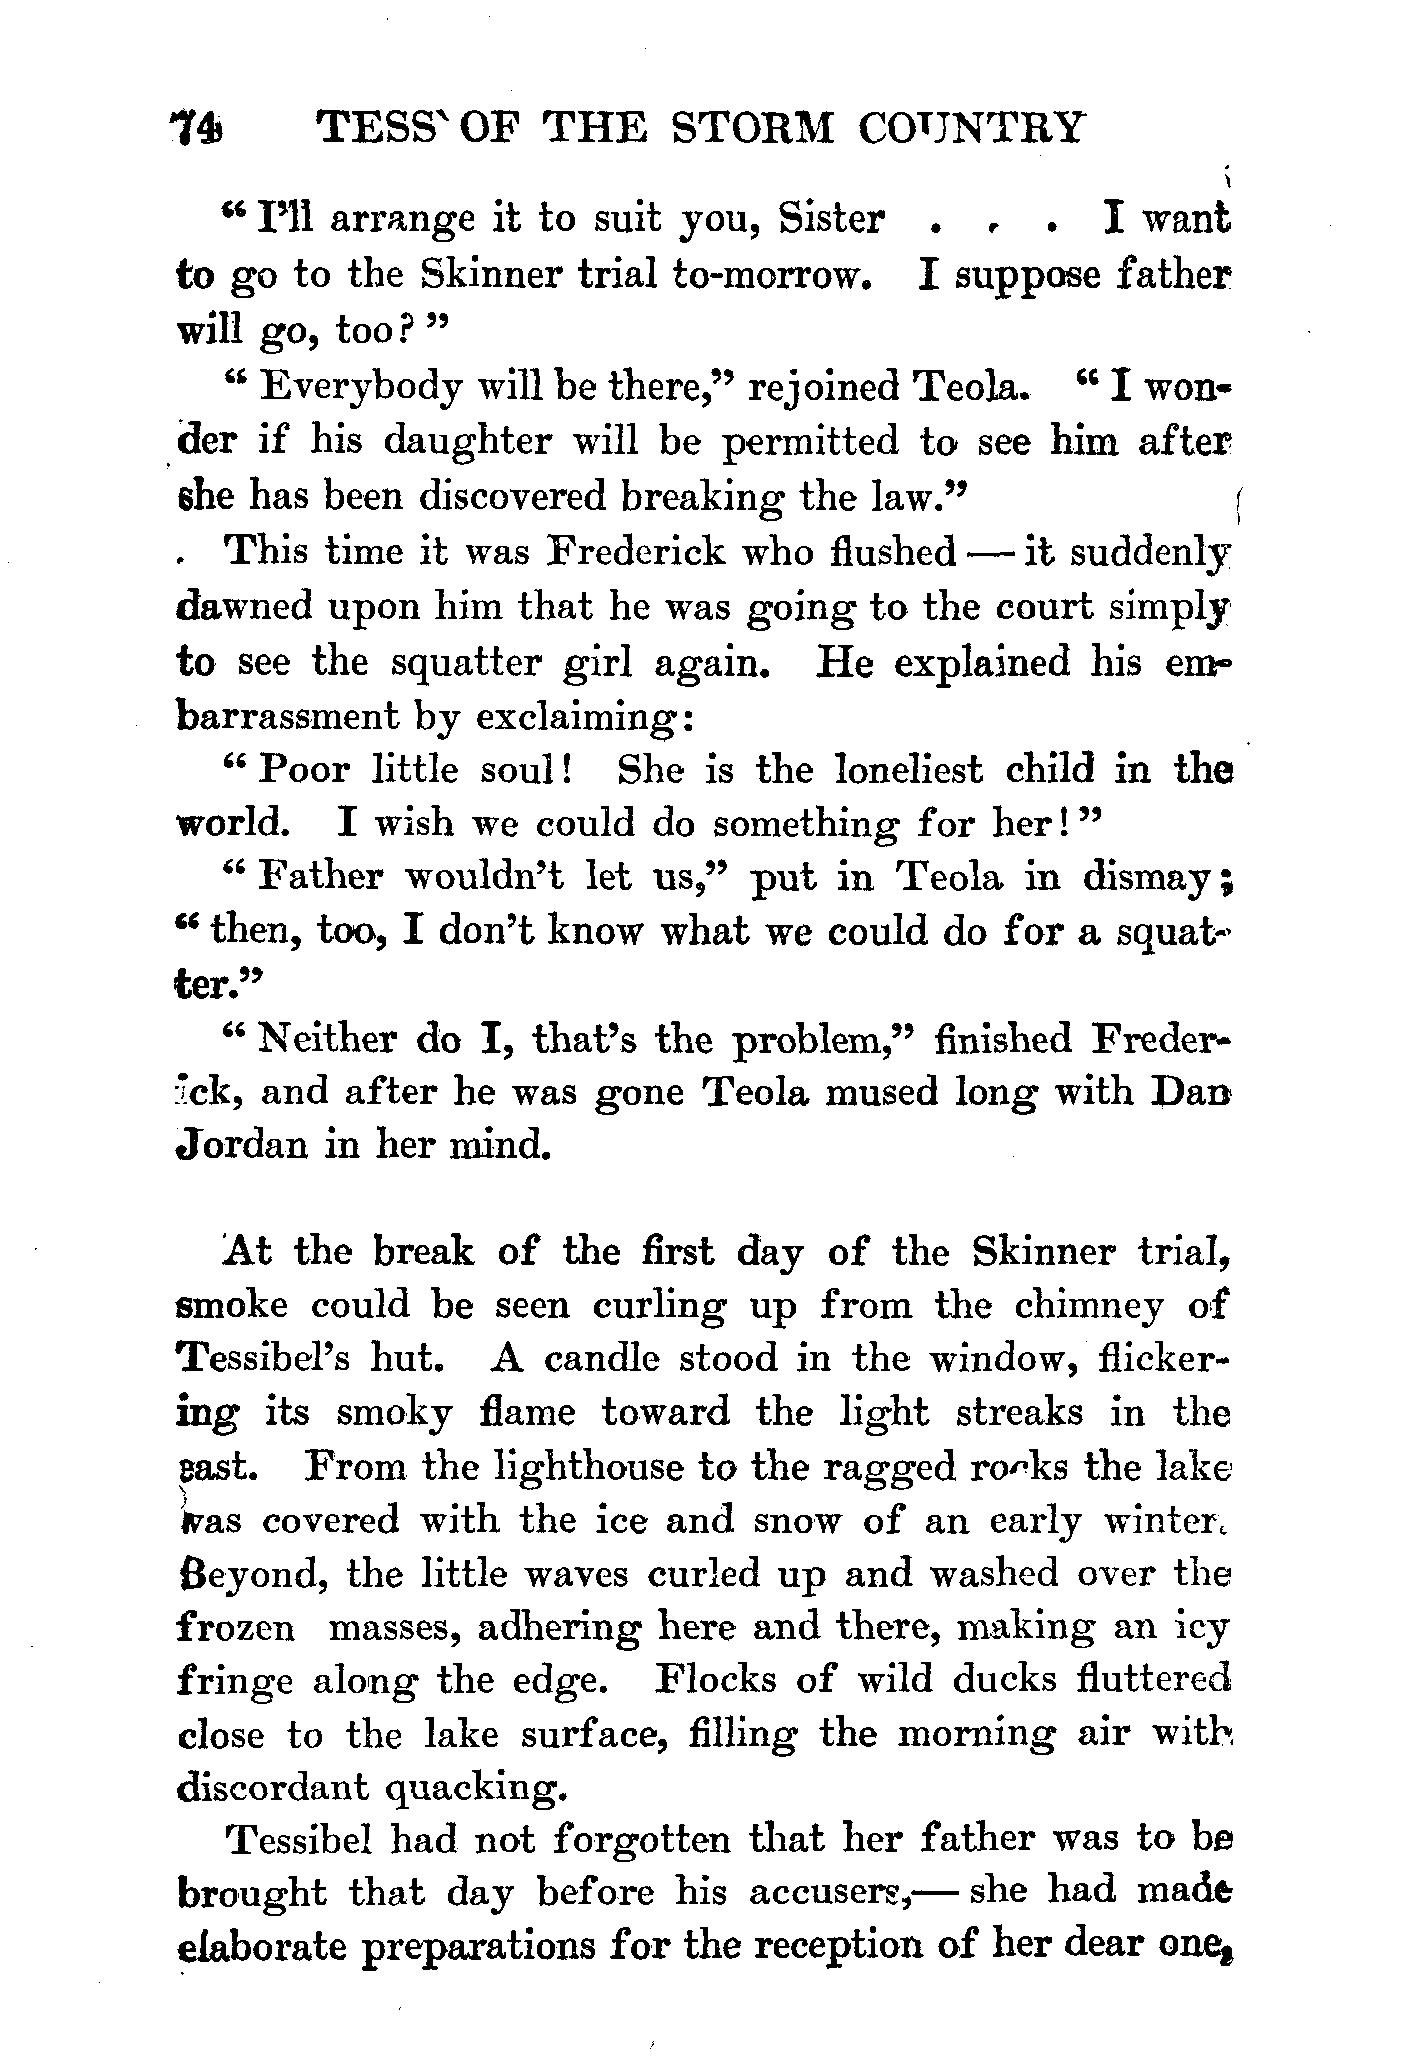 74 TESS OF THE STORM COUNTRY
“ I’ll arrange it to suit you, Sister . . . I want
to go to the Skinner trial to-morrow. I suppose father
will go, too? ”
“ Everybody will be there,” rejoined Teola. “ I won-
der if his daughter will be permitted to see him after
she has been discovered breaking the law.”
This time it was Frederick who flushed — it suddenly
dawned upon him that he was going to the court simply
to see the squatter girl again. He explained his em-
barrassment by exclaiming:
“ Poor little soul! She is the loneliest child in the
world. I wish we could do something for her! ”
“ Father wouldn’t let us,” put in Teola in dismay;
“ then, too, I don’t know what we could do for a squat-
ter.”
“ Neither do I, that’s the problem,” finished Freder-
ick, and after he was gone Teola mused long with Dan
Jordan in her mind.
At the break of the first day of the Skinner trial,
smoke could be seen curling up from the chimney of
Tessibel’s hut. A candle stood in the window, flicker-
ing its smoky flame toward the light streaks in the
east. From the lighthouse to the ragged rocks the lake
was covered with the ice and snow of an early winter.
Beyond, the little waves curled up and washed over the
frozen masses, adhering here and there, making an icy
fringe along the edge. Flocks of wild ducks fluttered
close to the lake surface, filling the morning air with
discordant quacking.
Tessibel had not forgotten that her father was to be
brought that day before his accusers,— she had made
elaborate preparations for the reception of her dear one,